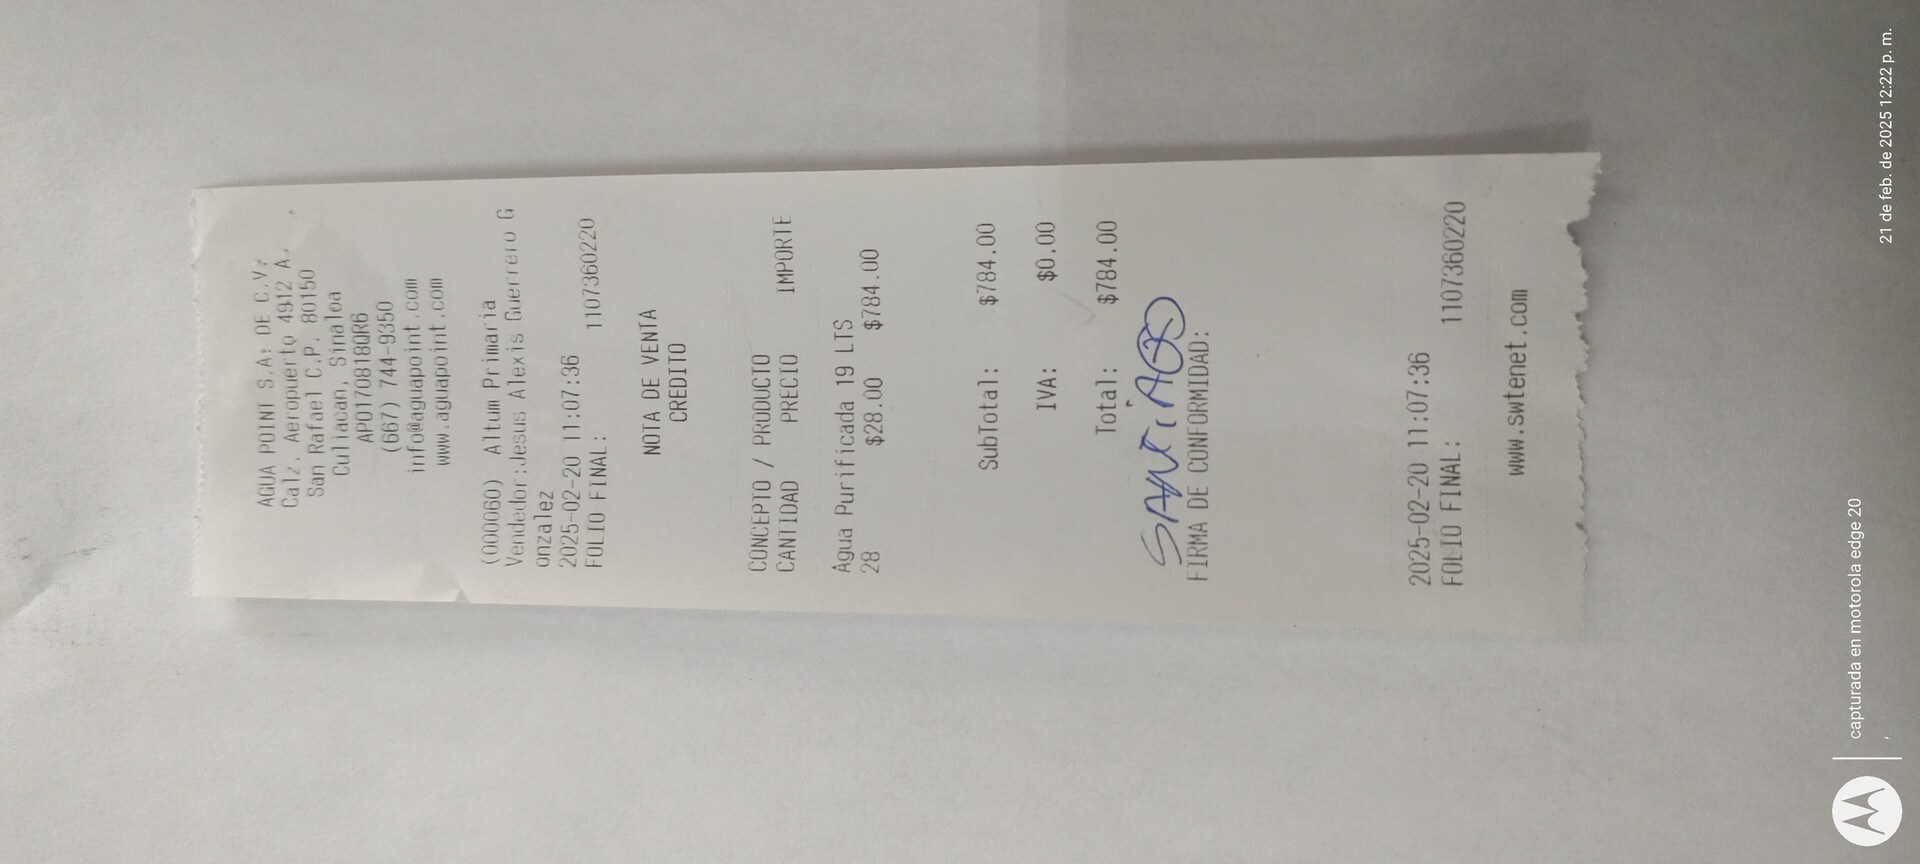 AGUA POINT S.A: DE C.V:
Calz. Aeropuerto 4912 A.
San Rafael C.P. 80150
Culiacan, Sinaloa
APO170818QR6
(667) 744-9350
info@aguapoint.com
www.aguapoint.com
(000060) Altum Primaria
Vendedor:Jesus Alexis Guerrero G
onzalez
2025-02-20 11:07:36
FOLIO FINAL: 1107360220
NOTA DE VENTA
CREDITO
CONCEPTO / PRODUCTO
CANTIDAD PRECIO IMPORTE
Agua Purificada 19 LTS
28 $28.00 $784.00
SubTotal: $784.00
IVA: $0.00
Total: $784.00
SANTIAGO
FIRMA DE CONFORMIDAD:
2025-02-20 11:07:36
FOLIO FINAL: 1107360220
www.swtenet.com
capturada en motorola edge 20
21 de feb. de 2025 12:22 p. m.